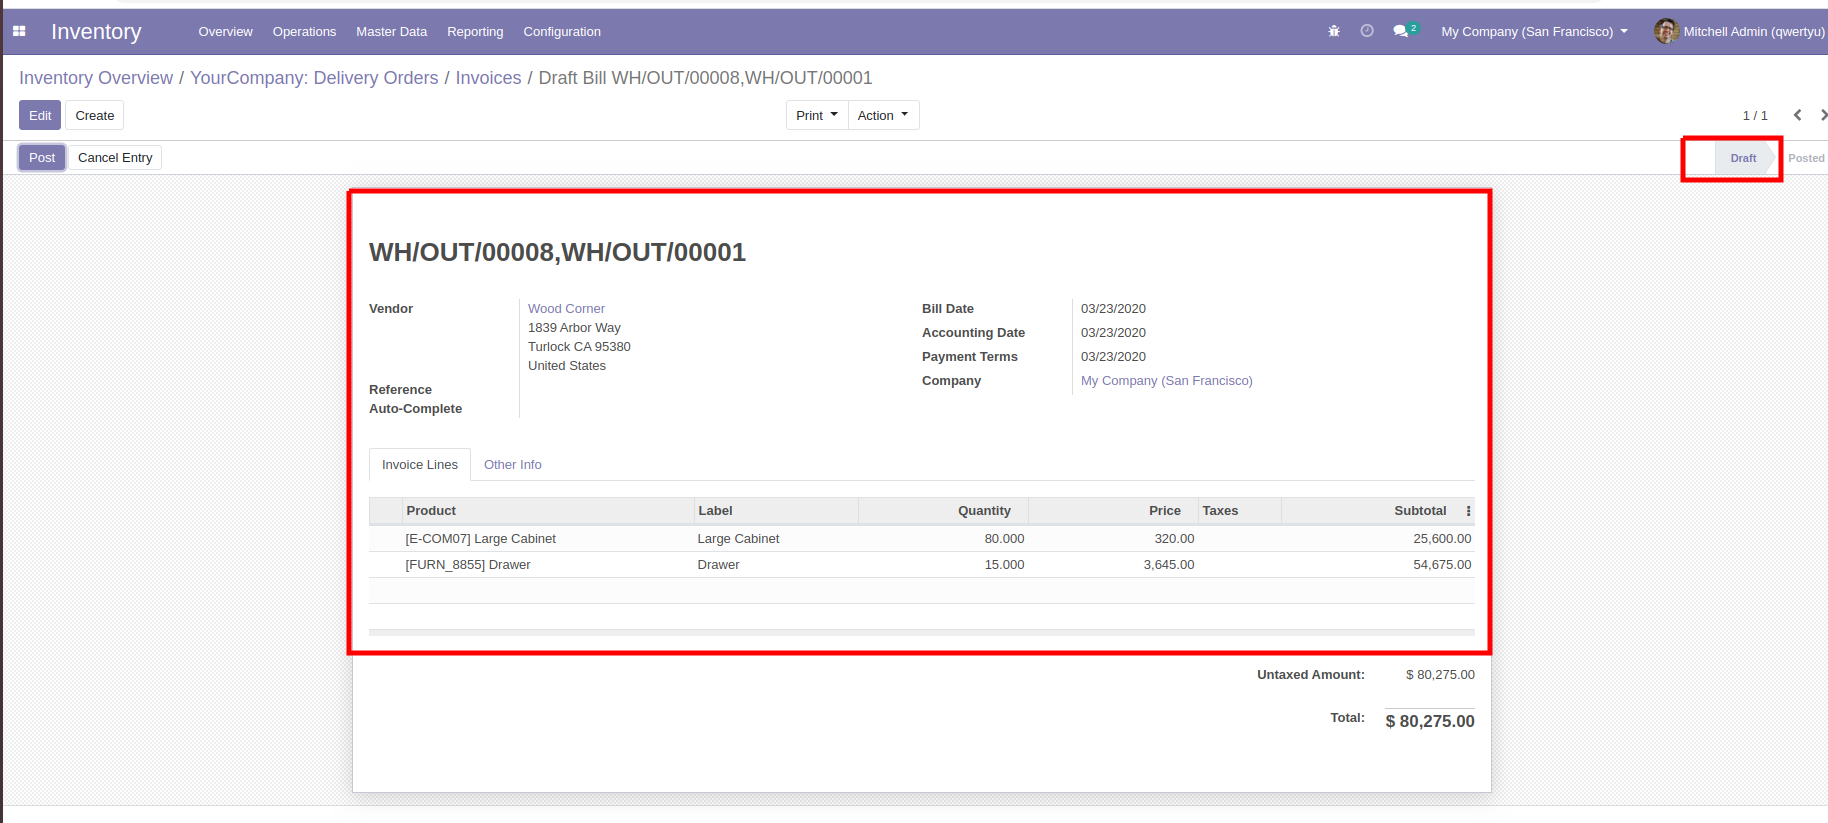 Inventory Overview Operations Master Data Reporting Configuration 2 My Company (San Francisco) Mitchell Admin (qwertyu)
Inventory Overview / YourCompany: Delivery Orders / Invoices / Draft Bill WH/OUT/00008,WH/OUT/00001
Edit Create Print Action 1 / 1
Post Cancel Entry Draft Posted
WH/OUT/00008,WH/OUT/00001
Vendor Wood Corner Bill Date 03/23/2020
1839 Arbor Way Accounting Date 03/23/2020
Turlock CA 95380 Payment Terms 03/23/2020
United States
Company My Company (San Francisco)
Reference
Auto-Complete
Invoice Lines Other Info
Product Label Quantity Price Taxes Subtotal
[E-COM07] Large Cabinet Large Cabinet 80.000 320.00 25,600.00
[FURN_8855] Drawer Drawer 15.000 3,645.00 54,675.00
Untaxed Amount: $ 80,275.00
Total: $ 80,275.00